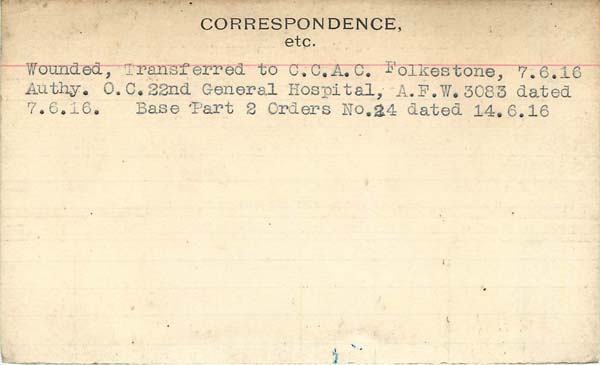 CORRESPONDENCE,
etc.
Wounded, Transferred to C.C.A.C. Folkestone, 7.6.16
Authy. O.C.22nd General Hospital, A.F.W.3083 dated
7.6.16. Base Part 2 Orders No.24 dated 14.6.16